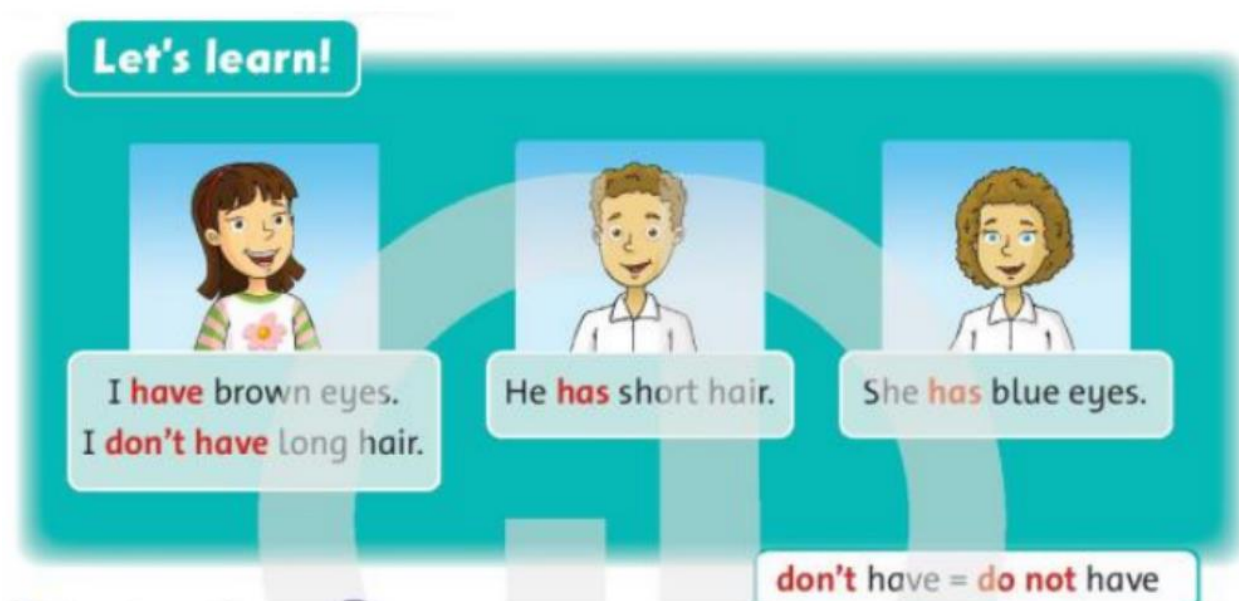 Let's learn!
I have brown eyes.
I don't have long hair.
He has short hair.
She has blue eyes.
don't have = do not have